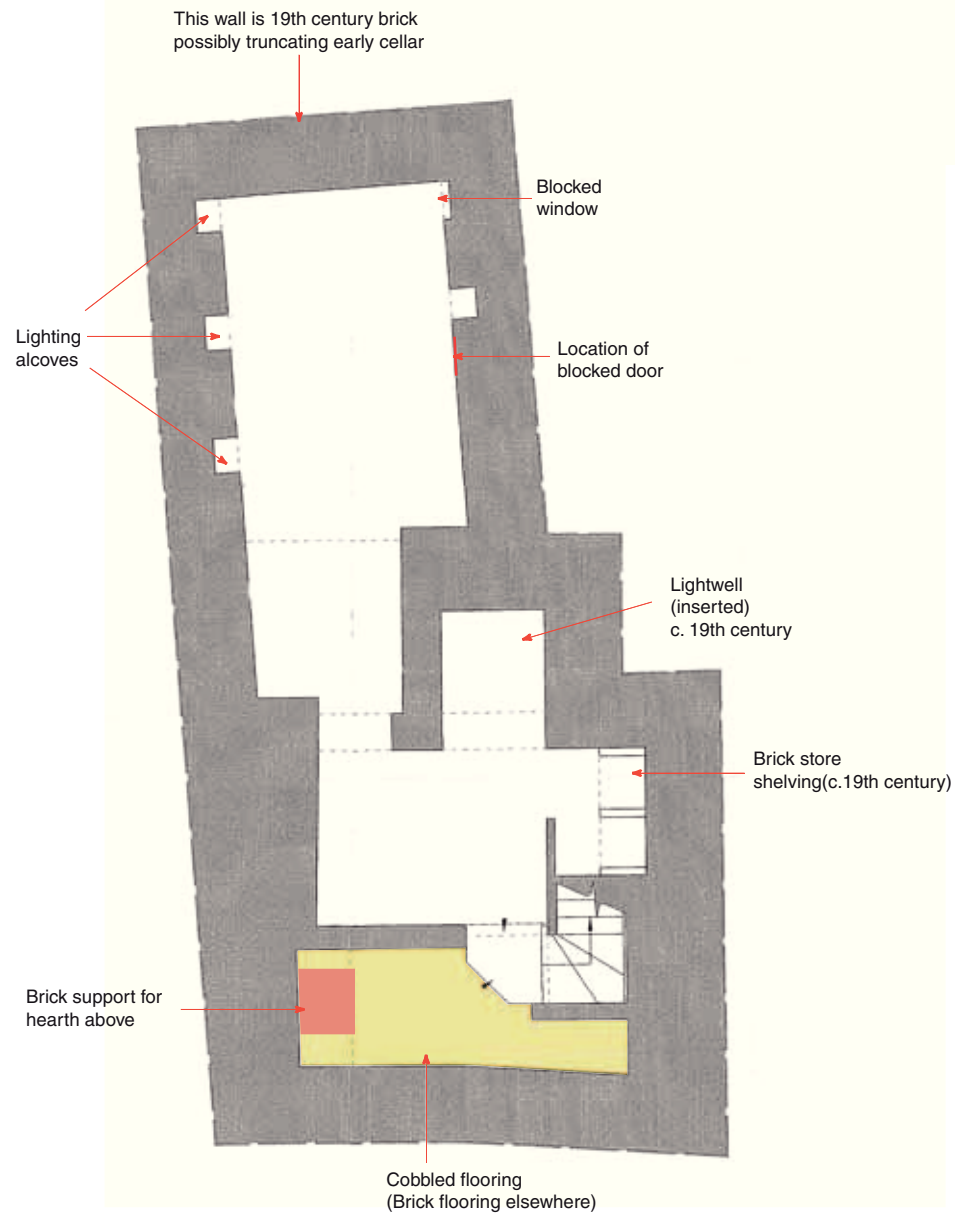 This wall is 19th century brick
possibly truncating early cellar
Blocked
window
Lighting
alcoves
Location of
blocked door
Lightwell
(inserted)
c. 19th century
Brick store
shelving(c.19th century)
Brick support for
hearth above
Cobbled flooring
(Brick flooring elsewhere)